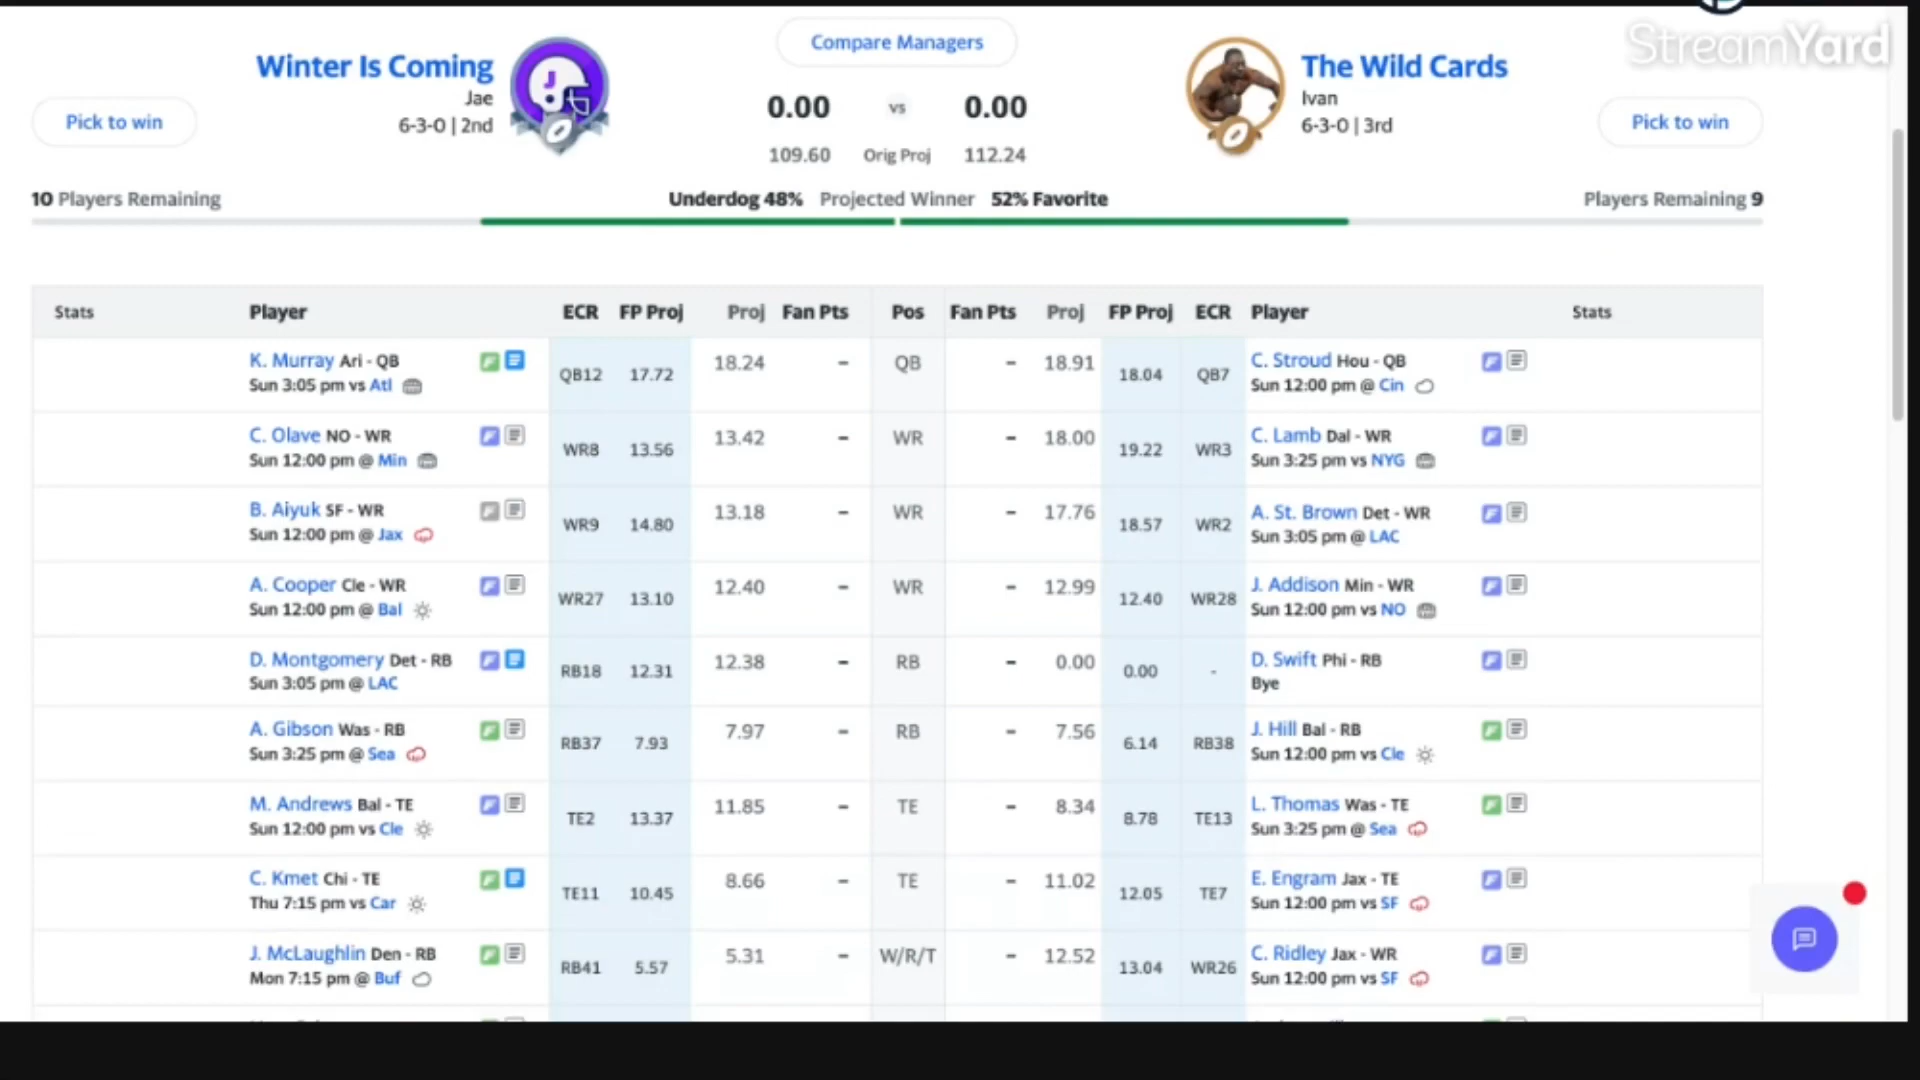 StreamYard
Compare Managers
Winter Is Coming
Jae
6-3-0 | 2nd
Pick to win
0.00 vs 0.00
109.60 Orig Proj 112.24
The Wild Cards
Ivan
6-3-0 | 3rd
Pick to win
10 Players Remaining
Underdog 48% Projected Winner 52% Favorite
Players Remaining 9
Stats Player ECR FP Proj Proj Fan Pts Pos Fan Pts Proj FP Proj ECR Player Stats
K. Murray Ari - QB
Sun 3:05 pm vs Atl
QB12 17.72 18.24 – QB – 18.91 18.04 QB7
C. Stroud Hou - QB
Sun 12:00 pm @ Cin
C. Olave NO - WR
Sun 12:00 pm @ Min
WR8 13.56 13.42 – WR – 18.00 19.22 WR3
C. Lamb Dal - WR
Sun 3:25 pm vs NYG
B. Aiyuk SF - WR
Sun 12:00 pm @ Jax
WR9 14.80 13.18 – WR – 17.76 18.57 WR2
A. St. Brown Det - WR
Sun 3:05 pm @ LAC
A. Cooper Cle - WR
Sun 12:00 pm @ Bal
WR27 13.10 12.40 – WR – 12.99 12.40 WR28
J. Addison Min - WR
Sun 12:00 pm vs NO
D. Montgomery Det - RB
Sun 3:05 pm @ LAC
RB18 12.31 12.38 – RB – 0.00 0.00 -
D. Swift Phi - RB
Bye
A. Gibson Was - RB
Sun 3:25 pm @ Sea
RB37 7.93 7.97 – RB – 7.56 6.14 RB38
J. Hill Bal - RB
Sun 12:00 pm vs Cle
M. Andrews Bal - TE
Sun 12:00 pm vs Cle
TE2 13.37 11.85 – TE – 8.34 8.78 TE13
L. Thomas Was - TE
Sun 3:25 pm @ Sea
C. Kmet Chi - TE
Thu 7:15 pm vs Car
TE11 10.45 8.66 – TE – 11.02 12.05 TE7
E. Engram Jax - TE
Sun 12:00 pm vs SF
J. McLaughlin Den - RB
Mon 7:15 pm @ Buf
RB41 5.57 5.31 – W/R/T – 12.52 13.04 WR26
C. Ridley Jax - WR
Sun 12:00 pm vs SF